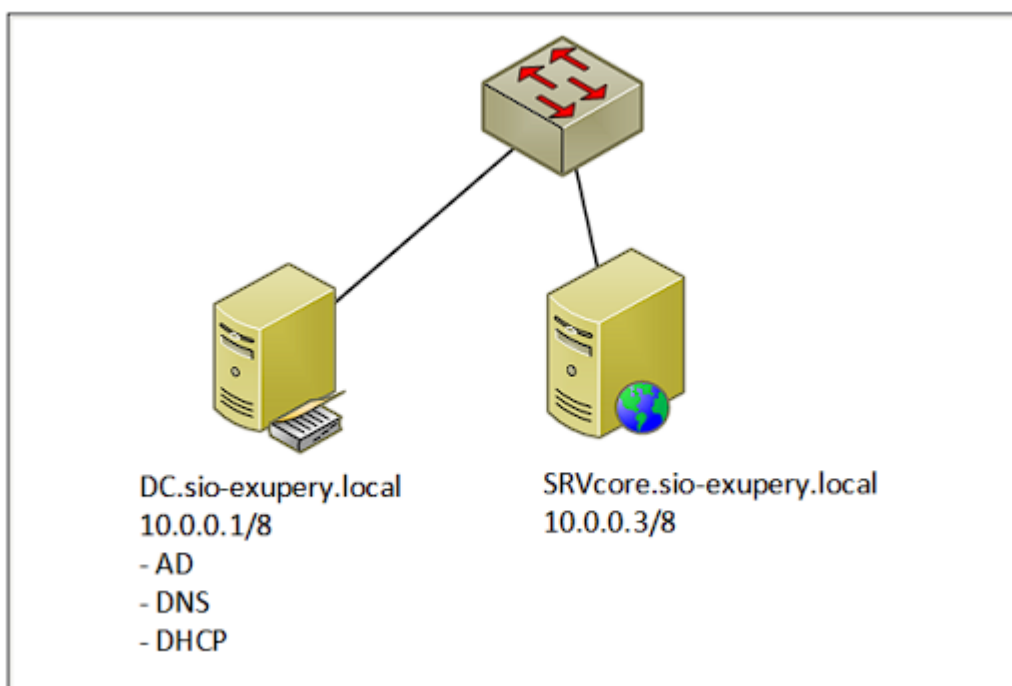 DC.sio-exupery.local
10.0.0.1/8
- AD
- DNS
- DHCP
SRVcore.sio-exupery.local
10.0.0.3/8